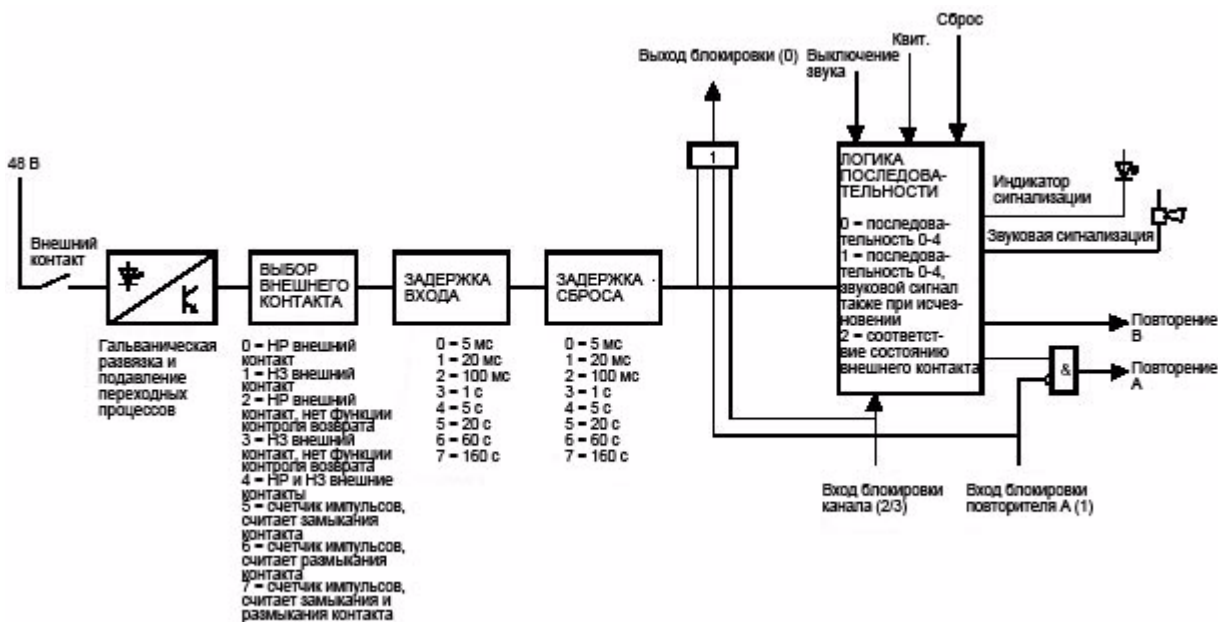 Сброс
Квит.
Выключение
звука
Выход блокировки (0)
48 В
Внешний
контакт
Гальваническая
развязка и
подавление
переходных
процессов
ВЫБОР
ВНЕШНЕГО
КОНТАКТА
0 = НР внешний
контакт
1 = НЗ внешний
контакт
2 = НР внешний
контакт, нет функции
контроля возврата
3 = НЗ внешний
контакт, нет функции
контроля возврата
4 = НР и НЗ внешние
контакты
5 = счетчик импульсов,
считает замыкания
контакта
6 = счетчик импульсов,
считает размыкания
контакта
7 = счетчик импульсов,
считает замыкания и
размыкания контакта
ЗАДЕРЖКА
ВХОДА
0 = 5 мс
1 = 20 мс
2 = 100 мс
3 = 1 с
4 = 5 с
5 = 20 с
6 = 60 с
7 = 160 с
ЗАДЕРЖКА
СБРОСА
0 = 5 мс
1 = 20 мс
2 = 100 мс
3 = 1 с
4 = 5 с
5 = 20 с
6 = 60 с
7 = 160 с
1
ЛОГИКА
ПОСЛЕДОВА-
ТЕЛЬНОСТИ
0 = последова-
тельность 0-4
1 = последова-
тельность 0-4,
звуковой сигнал
также при исчез-
новении
2 = соответст-
вие состоянию
внешнего контакта
Индикатор
сигнализации
Звуковая сигнализация
Повторение
В
&
Повторение
А
Вход блокировки
канала (2/3)
Вход блокировки
повторителя А (1)